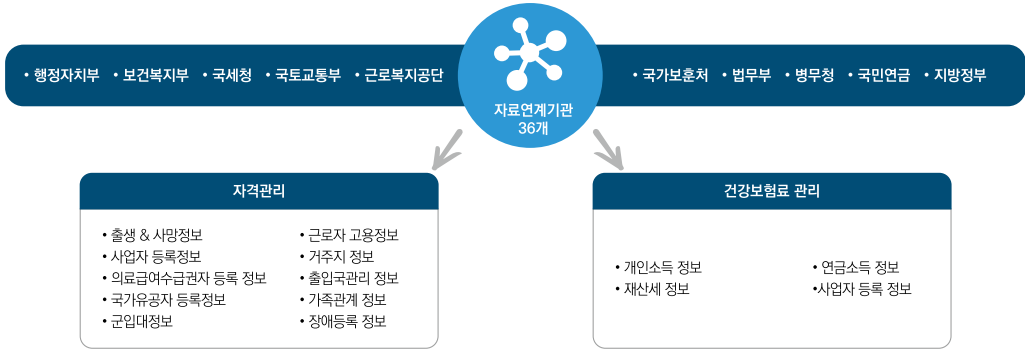 • 행정자치부 • 보건복지부 • 국세청 • 국토교통부 • 근로복지공단
자료연계기관
36개
• 국가보훈처 • 법무부 • 병무청 • 국민연금 • 지방정부
자격관리
• 출생 & 사망정보
• 사업자 등록정보
• 의료급여수급권자 등록 정보
• 국가유공자 등록정보
• 군입대정보
• 근로자 고용정보
• 거주지 정보
• 출입국관리 정보
• 가족관계 정보
• 장애등록 정보
건강보험료 관리
• 개인소득 정보
• 재산세 정보
• 연금소득 정보
•사업자 등록 정보